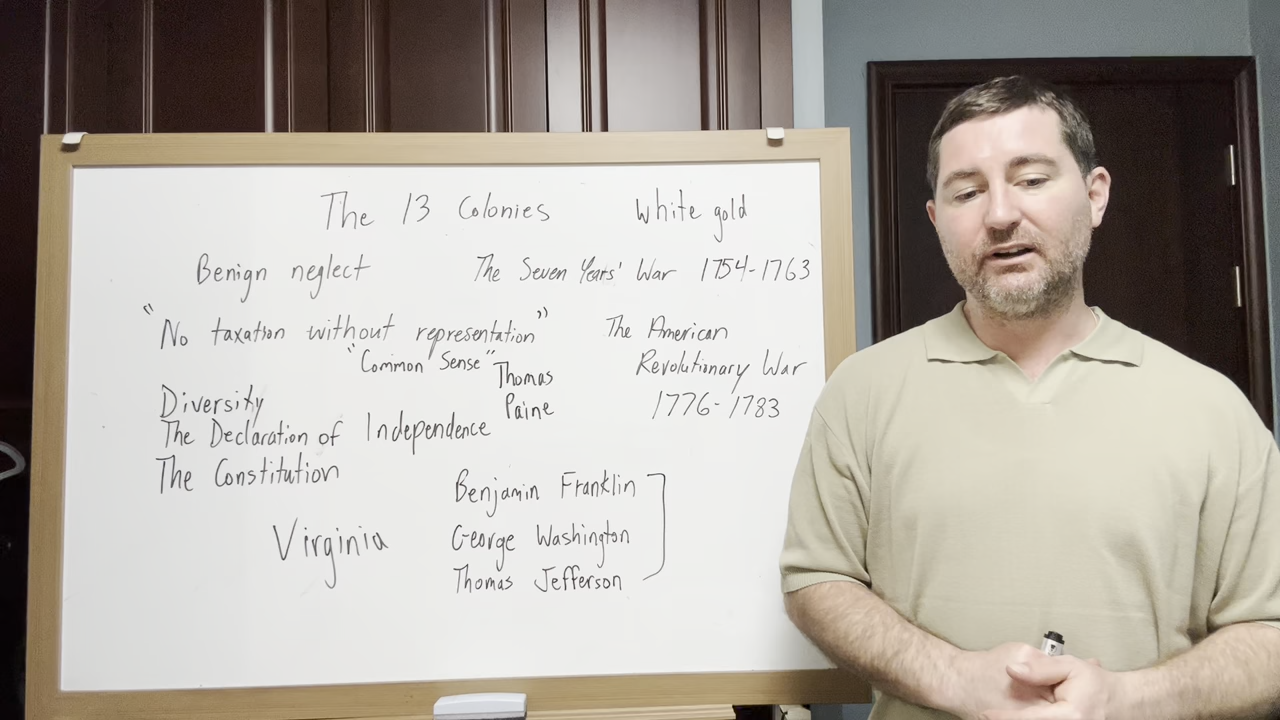 The 13 Colonies
White gold
Benign neglect
The Seven Years' War 1754-1763
"No taxation without representation"
"Common Sense" Thomas
Paine
The American
Revolutionary War
1776-1783
Diversity
The Declaration of Independence
The Constitution
Virginia
Benjamin Franklin
George Washington
Thomas Jefferson